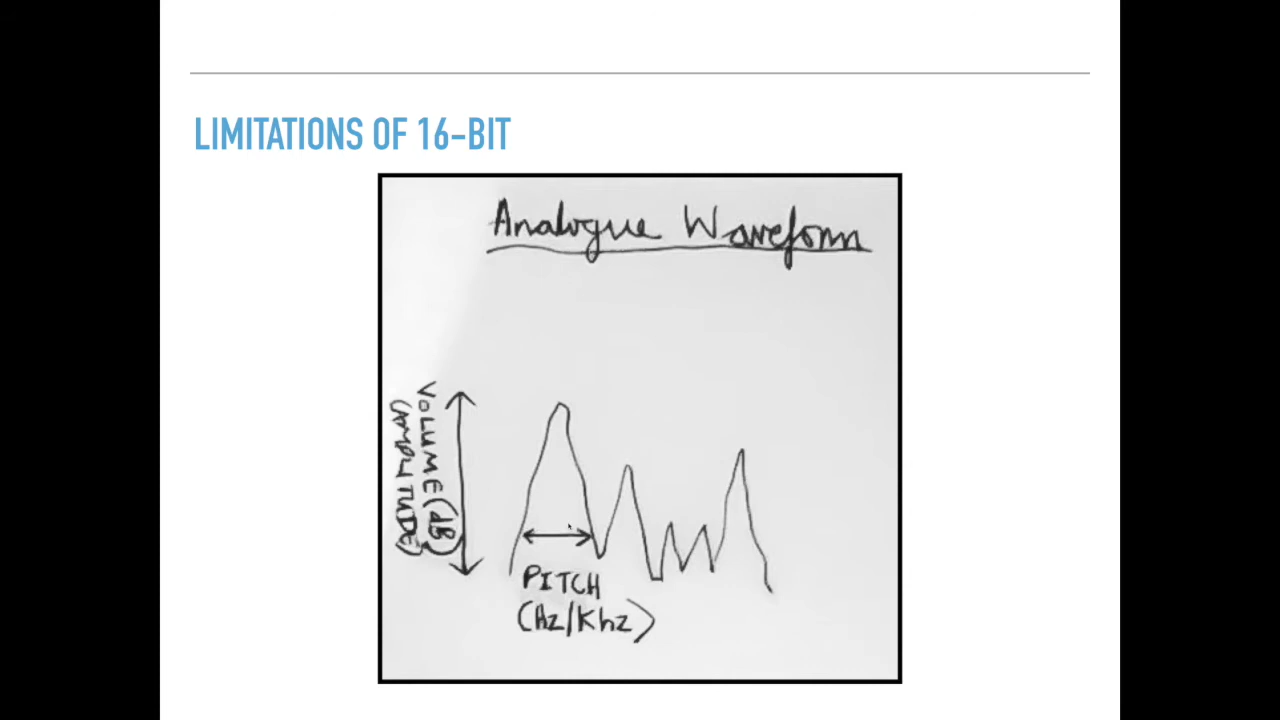 LIMITATIONS OF 16-BIT
Analogue Waveform
VOLUME (dB)
(AMPLITUDE)
PITCH
(Hz/Khz)